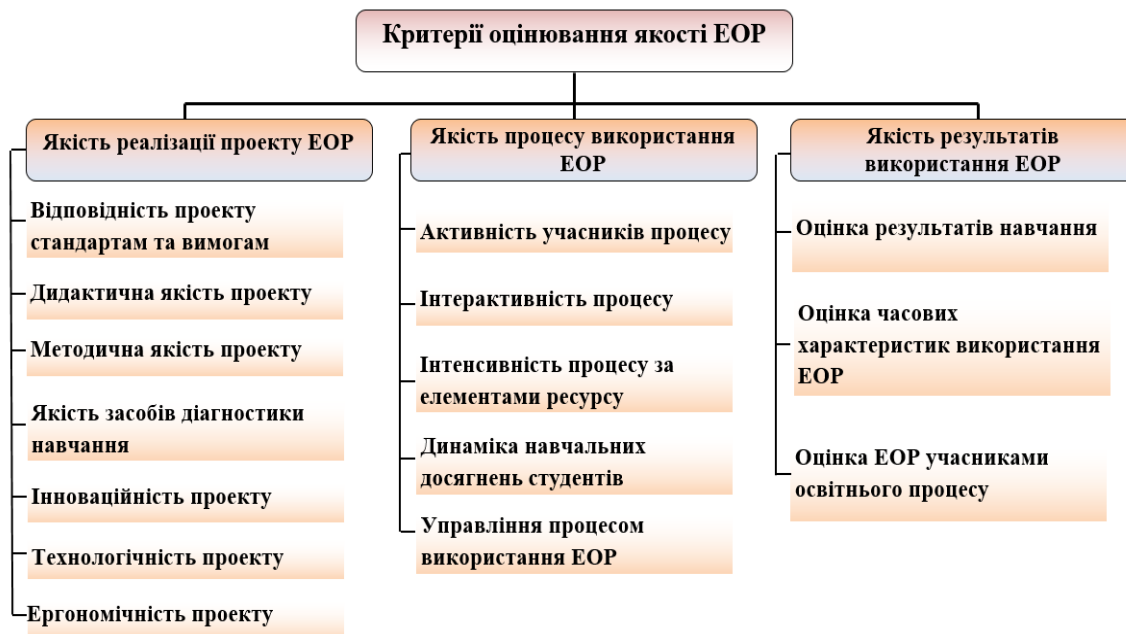 Критерії оцінювання якості ЕОР
Якість реалізації проекту ЕОР
Відповідність проекту
стандартам та вимогам
Дидактична якість проекту
Методична якість проекту
Якість засобів діагностики
навчання
Інноваційність проекту
Технологічність проекту
Ергономічність проекту
Якість процесу використання
ЕОР
Активність учасників процесу
Інтерактивність процесу
Інтенсивність процесу за
елементами ресурсу
Динаміка навчальних
досягнень студентів
Управління процесом
використання ЕОР
Якість результатів
використання ЕОР
Оцінка результатів навчання
Оцінка часових
характеристик використання
ЕОР
Оцінка ЕОР учасниками
освітнього процесу